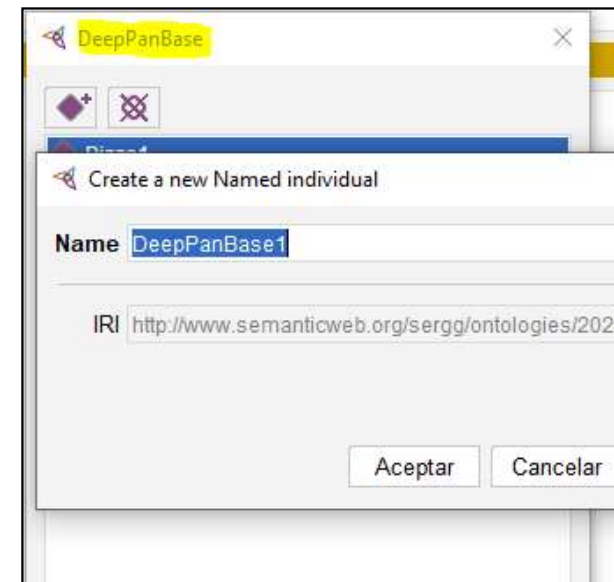 DeepPanBase
Create a new Named individual
Name DeepPanBase1
IRI http://www.semanticweb.org/sergg/ontologies/202
Aceptar Cancelar